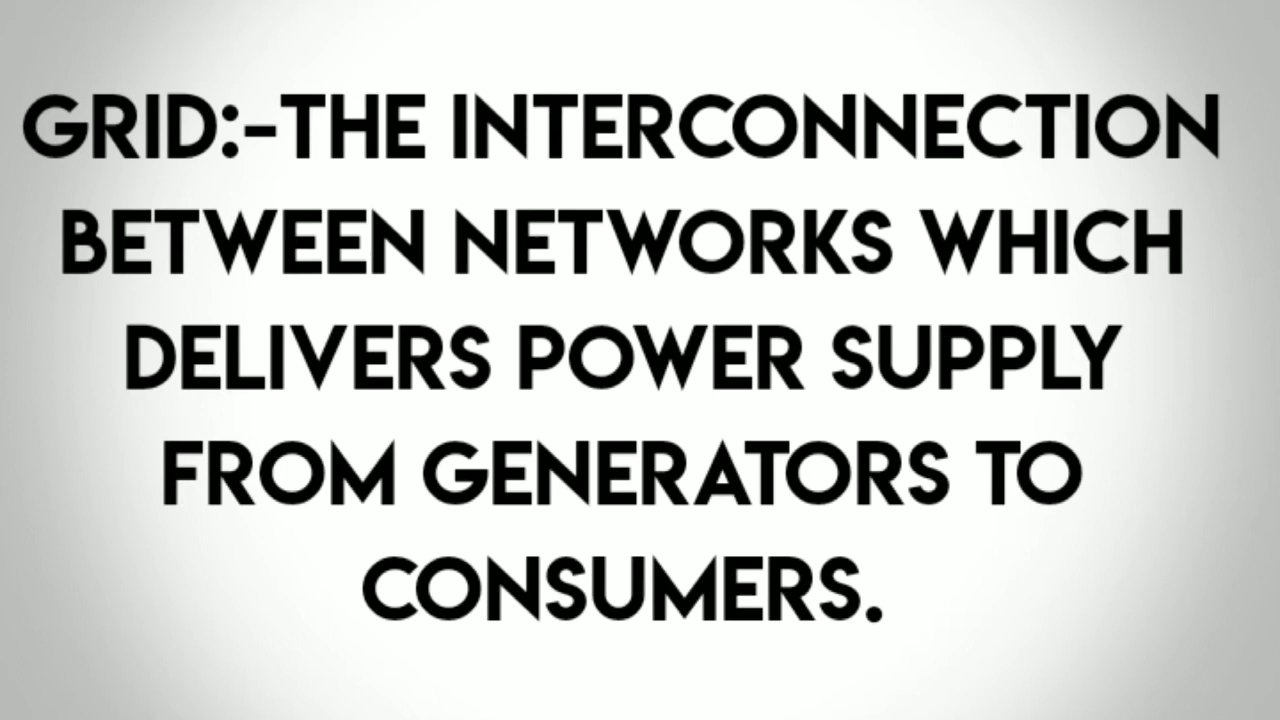 GRID:-THE INTERCONNECTION
BETWEEN NETWORKS WHICH
DELIVERS POWER SUPPLY
FROM GENERATORS TO
CONSUMERS.